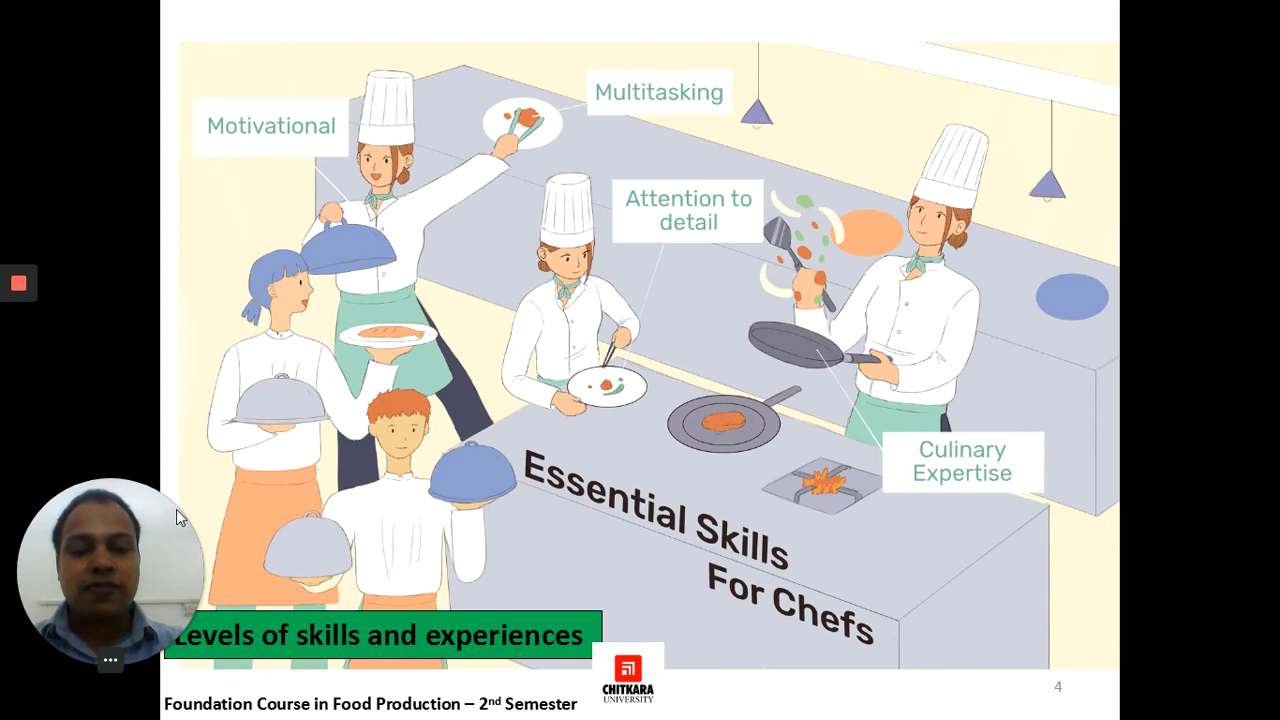 Motivational
Multitasking
Attention to
detail
Culinary
Expertise
Essential Skills
For Chefs
Levels of skills and experiences
CHITKARA
UNIVERSITY
4
Foundation Course in Food Production – 2nd Semester